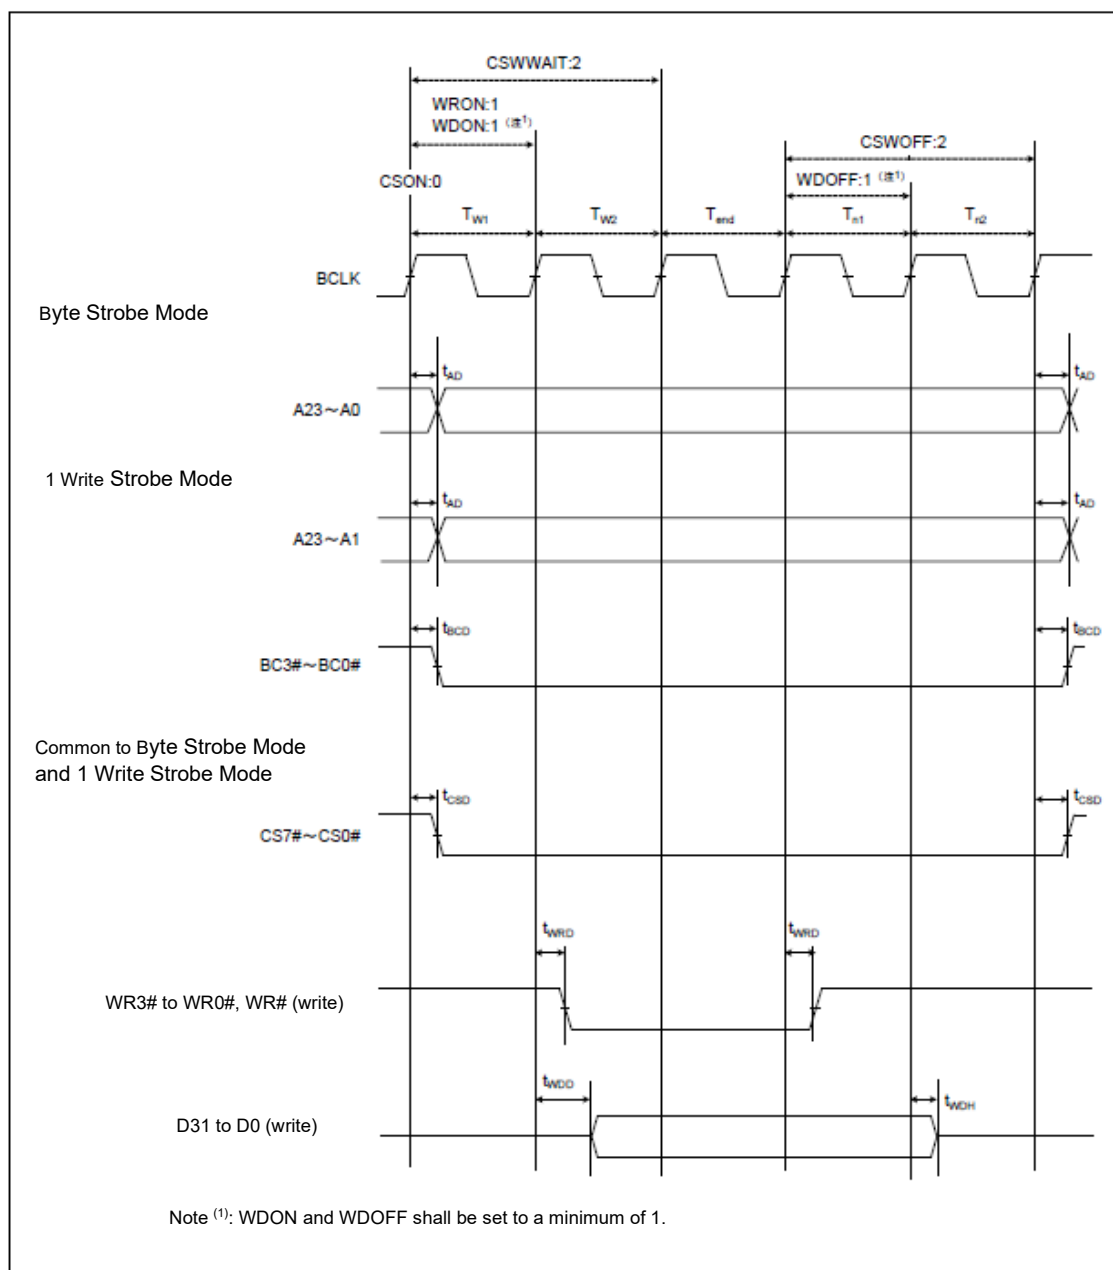 CSWWAIT:2
WRON:1
WDON:1 (注1)
CSWOFF:2
WDOFF:1 (注1)
CSON:0
TW1
TW2
Tend
Tn1
Tn2
BCLK
Byte Strobe Mode
tAD
tAD
A23～A0
1 Write Strobe Mode
tAD
tAD
A23～A1
tBCD
tBCD
BC3#～BC0#
Common to Byte Strobe Mode
and 1 Write Strobe Mode
tCSD
tCSD
CS7#～CS0#
tWRD
tWRD
WR3# to WR0#, WR# (write)
tWDD
tWDH
D31 to D0 (write)
Note (1): WDON and WDOFF shall be set to a minimum of 1.